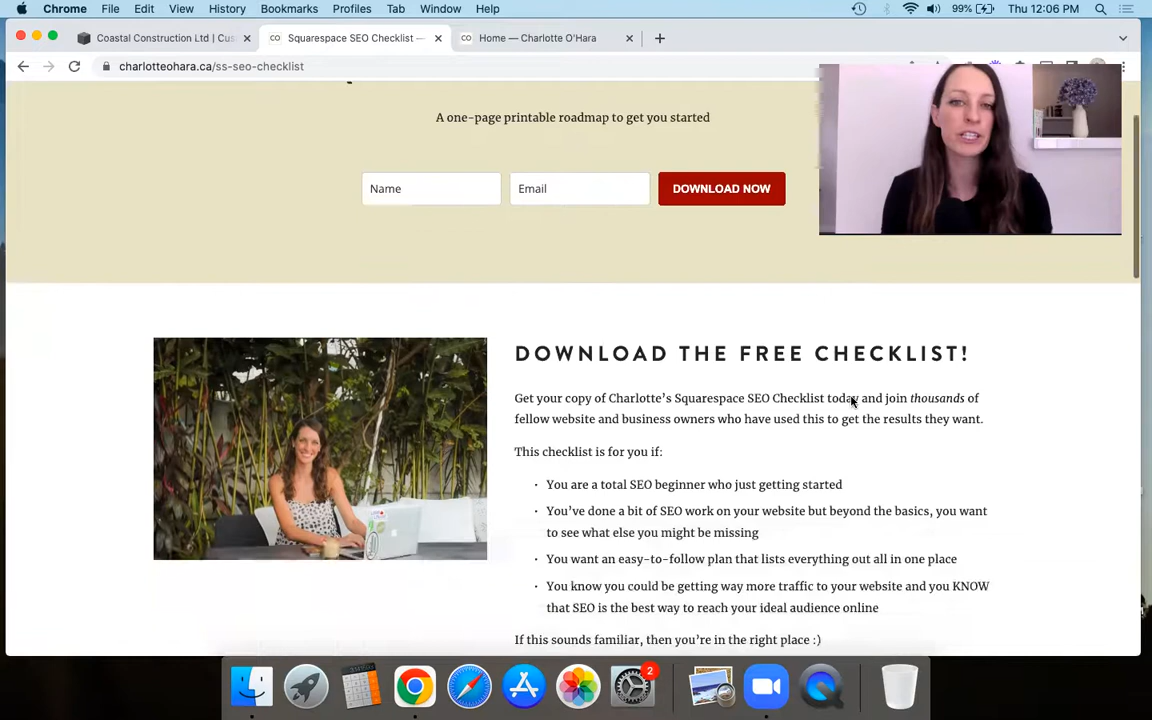 Chrome File Edit View History Bookmarks Profiles Tab Window Help 99% Thu 12:06 PM
Coastal Construction Ltd | Cus Squarespace SEO Checklist — Home — Charlotte O'Hara
charlotteohara.ca/ss-seo-checklist
A one-page printable roadmap to get you started
Name Email DOWNLOAD NOW
DOWNLOAD THE FREE CHECKLIST!
Get your copy of Charlotte's Squarespace SEO Checklist today and join thousands of
fellow website and business owners who have used this to get the results they want.
This checklist is for you if:
· You are a total SEO beginner who just getting started
· You've done a bit of SEO work on your website but beyond the basics, you want
to see what else you might be missing
· You want an easy-to-follow plan that lists everything out all in one place
· You know you could be getting way more traffic to your website and you KNOW
that SEO is the best way to reach your ideal audience online
If this sounds familiar, then you're in the right place :)
2